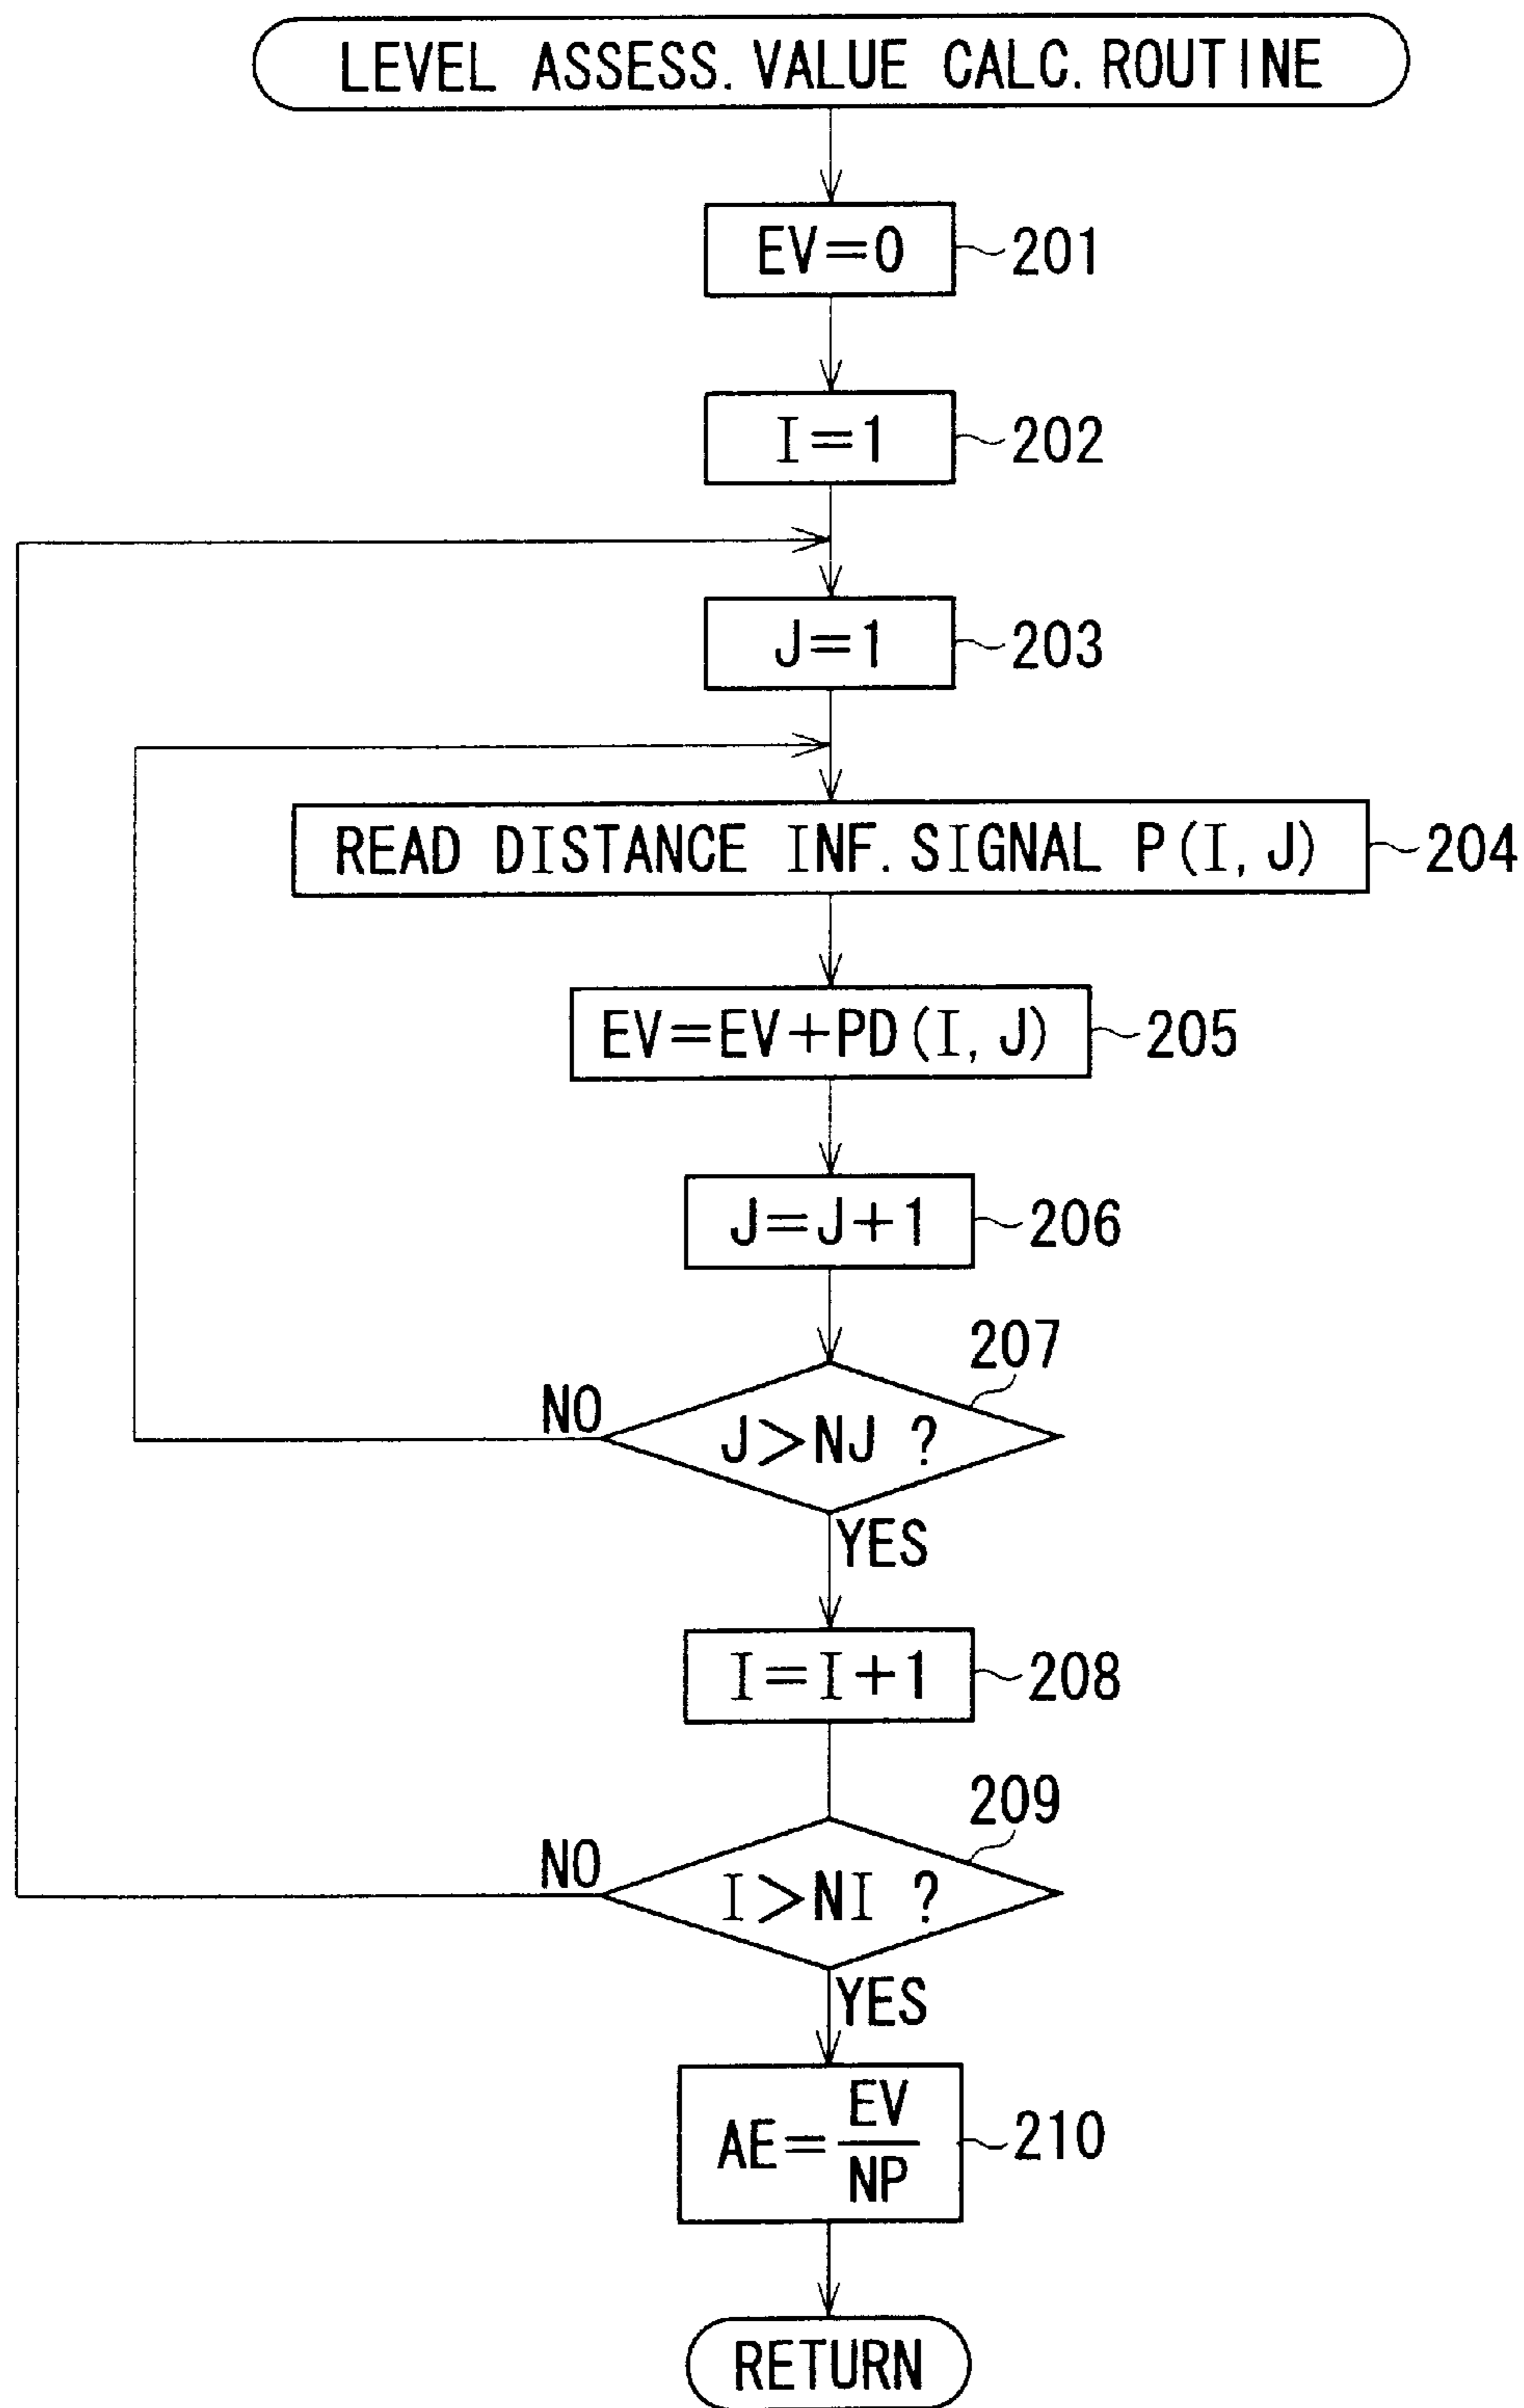 LEVEL ASSESS. VALUE CALC. ROUTINE
EV=0
201
I=1
202
J=1
203
READ DISTANCE INF. SIGNAL P(I, J)
204
EV=EV+PD(I, J)
205
J=J+1
206
207
NO
J>NJ ?
YES
I=I+1
208
209
NO
I>NI ?
YES
AE=EV/NP
210
RETURN